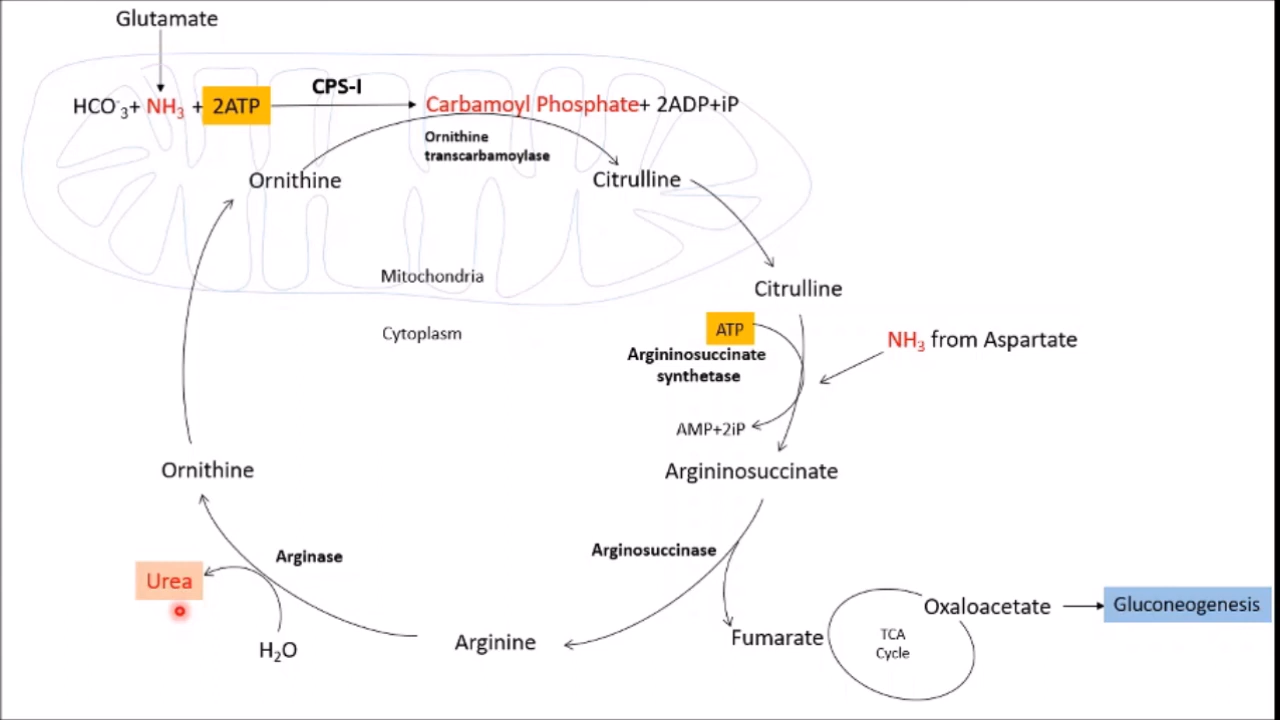 Glutamate
HCO⁻₃+ NH₃ + 2ATP
CPS-I
Carbamoyl Phosphate+ 2ADP+iP
Ornithine
transcarbamoylase
Ornithine
Citrulline
Mitochondria
Cytoplasm
Citrulline
ATP
NH₃ from Aspartate
Argininosuccinate
synthetase
AMP+2iP
Argininosuccinate
Ornithine
Arginosuccinase
Arginase
Urea
H₂O
Arginine
Fumarate
TCA
Cycle
Oxaloacetate
Gluconeogenesis